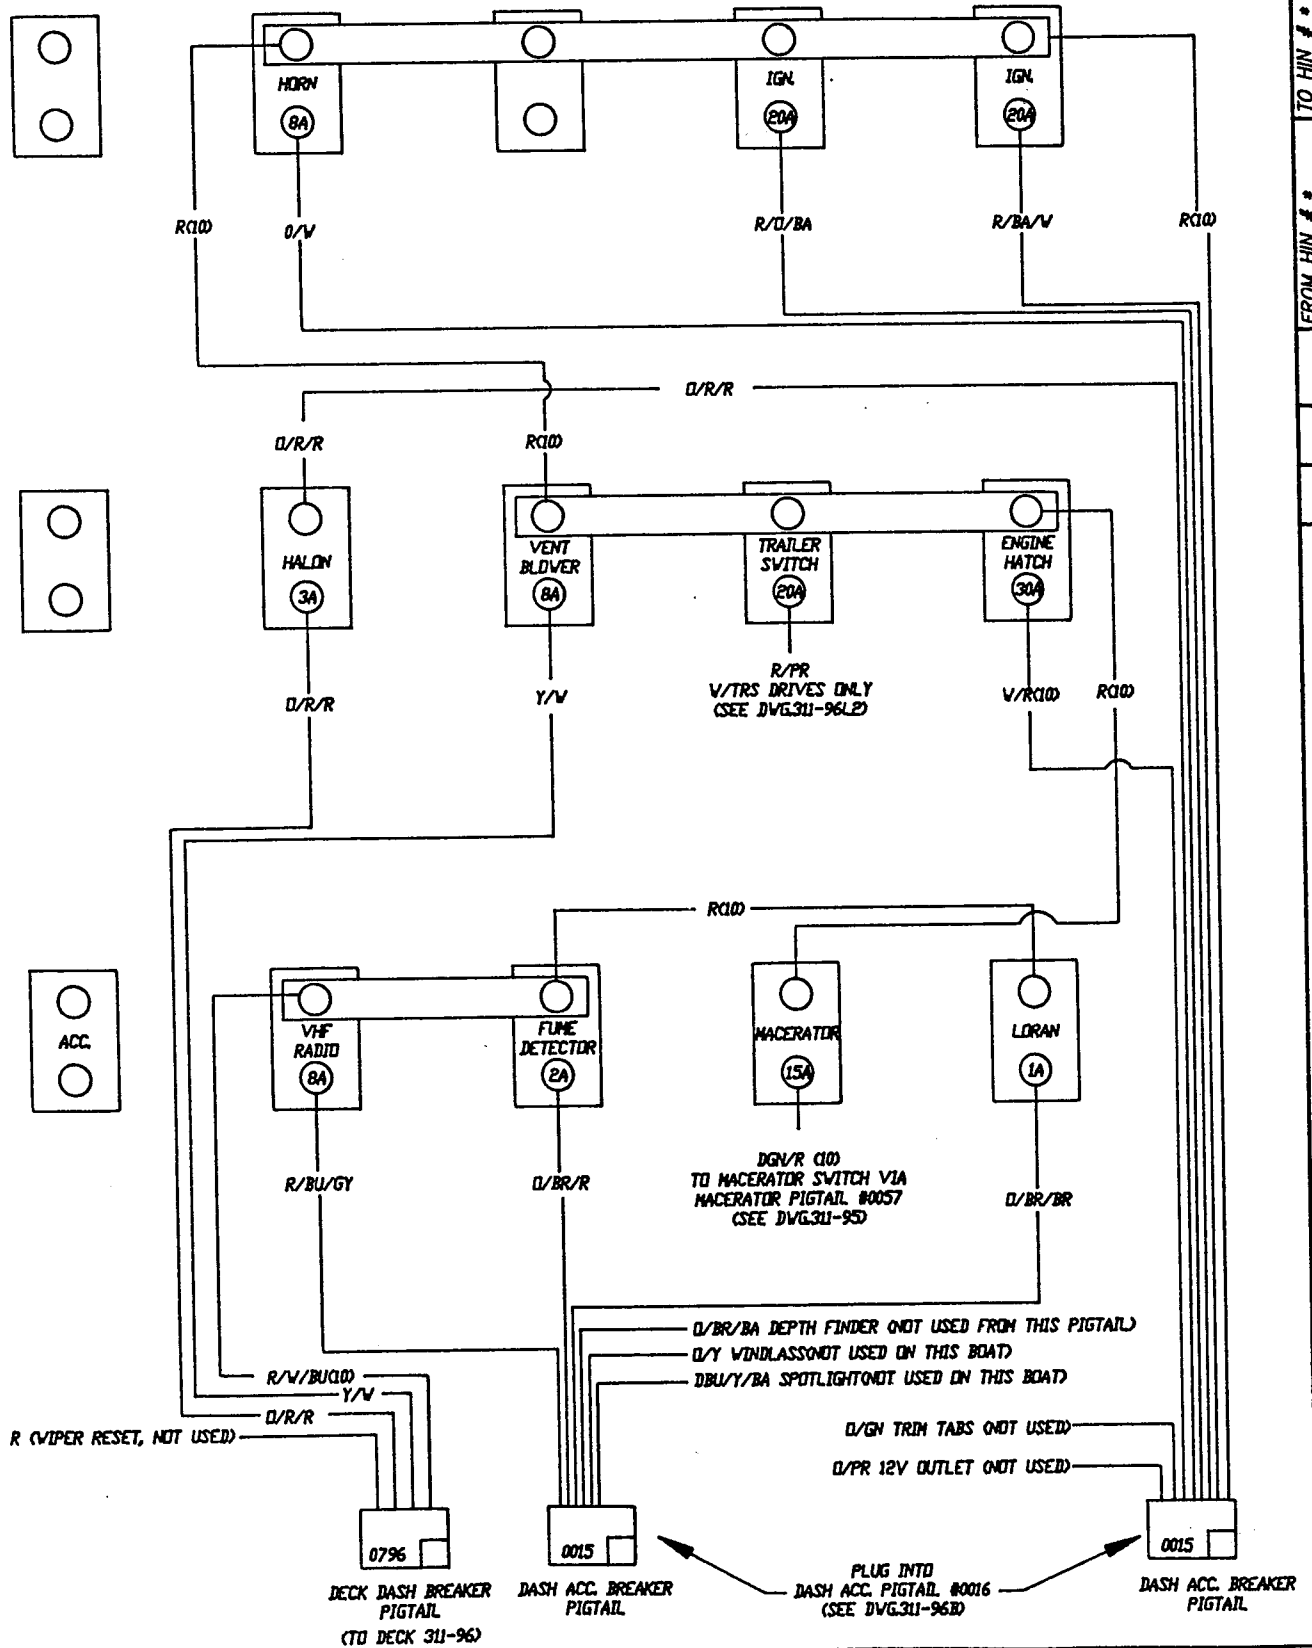 HORN
8A
IGN.
20A
IGN.
20A
TO HIN # *
FROM HIN # *
R(10)
O/W
R/O/BA
R/BA/W
R(10)
O/R/R
O/R/R
R(10)
HALON
3A
VENT
BLOWER
8A
TRAILER
SWITCH
20A
ENGINE
HATCH
30A
O/R/R
Y/W
R/PR
W/TRS DRIVES ONLY
(SEE DWG.311-96L2)
W/R(10)
R(10)
R(10)
ACC.
VHF
RADIO
8A
FUME
DETECTOR
2A
MACERATOR
15A
LORAN
1A
R/BU/GY
O/BR/R
DGN/R (10)
TO MACERATOR SWITCH VIA
MACERATOR PIGTAIL #0057
(SEE DWG.311-95)
O/BR/BR
O/BR/BA DEPTH FINDER (NOT USED FROM THIS PIGTAIL)
O/Y WINDLASS(NOT USED ON THIS BOAT)
DBU/Y/BA SPOTLIGHT(NOT USED ON THIS BOAT)
R/W/BU(10)
Y/W
O/R/R
R (WIPER RESET, NOT USED)
O/GN TRIM TABS (NOT USED)
O/PR 12V OUTLET (NOT USED)
0796
0015
0015
DECK DASH BREAKER
PIGTAIL
(TO DECK 311-96)
DASH ACC. BREAKER
PIGTAIL
PLUG INTO
DASH ACC. PIGTAIL #0016
(SEE DWG.311-96B)
DASH ACC. BREAKER
PIGTAIL